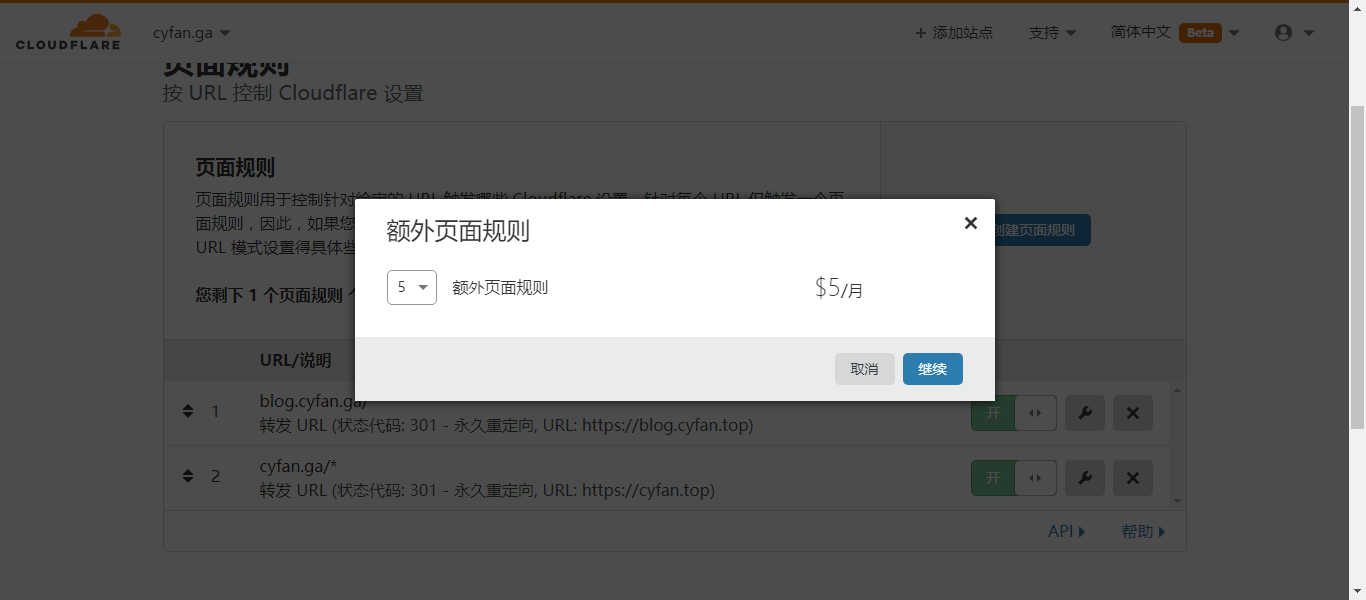 CLOUDFLARE
cyfan.ga
+ 添加站点
支持
简体中文 Beta
页面规则
按 URL 控制 Cloudflare 设置
页面规则
页面规则用于控制针对给定的 URL 触发哪些 Cloudflare 设置。针对每个 URL 仅触发一个页
面规则，因此，如果您
URL 模式设置得具体些
创建页面规则
您剩下 1 个页面规则
额外页面规则
5 额外页面规则 $5/月
取消 继续
URL/说明
1 blog.cyfan.ga/
转发 URL (状态代码: 301 - 永久重定向, URL: https://blog.cyfan.top)
开
2 cyfan.ga/*
转发 URL (状态代码: 301 - 永久重定向, URL: https://cyfan.top)
开
API
帮助